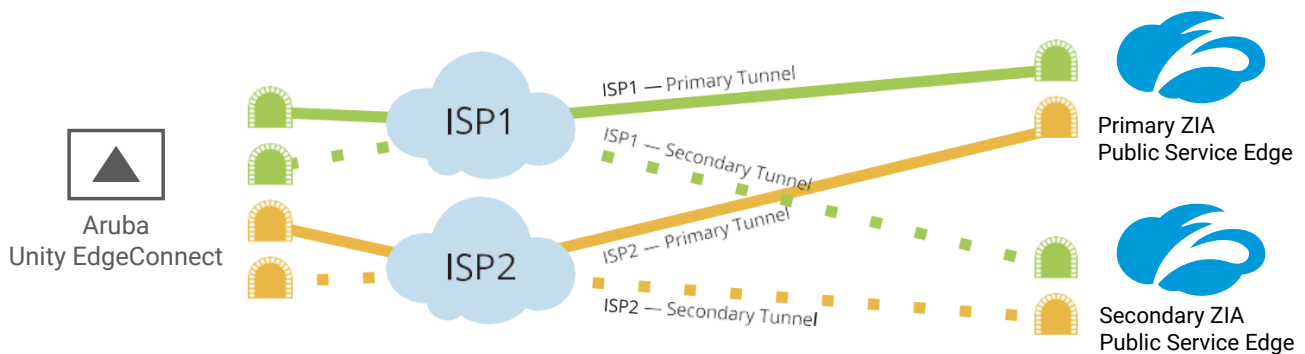 ISP1
ISP1 — Primary Tunnel
ISP1 — Secondary Tunnel
Primary ZIA
Public Service Edge
Aruba
Unity EdgeConnect
ISP2
ISP2 — Primary Tunnel
ISP2 — Secondary Tunnel
Secondary ZIA
Public Service Edge